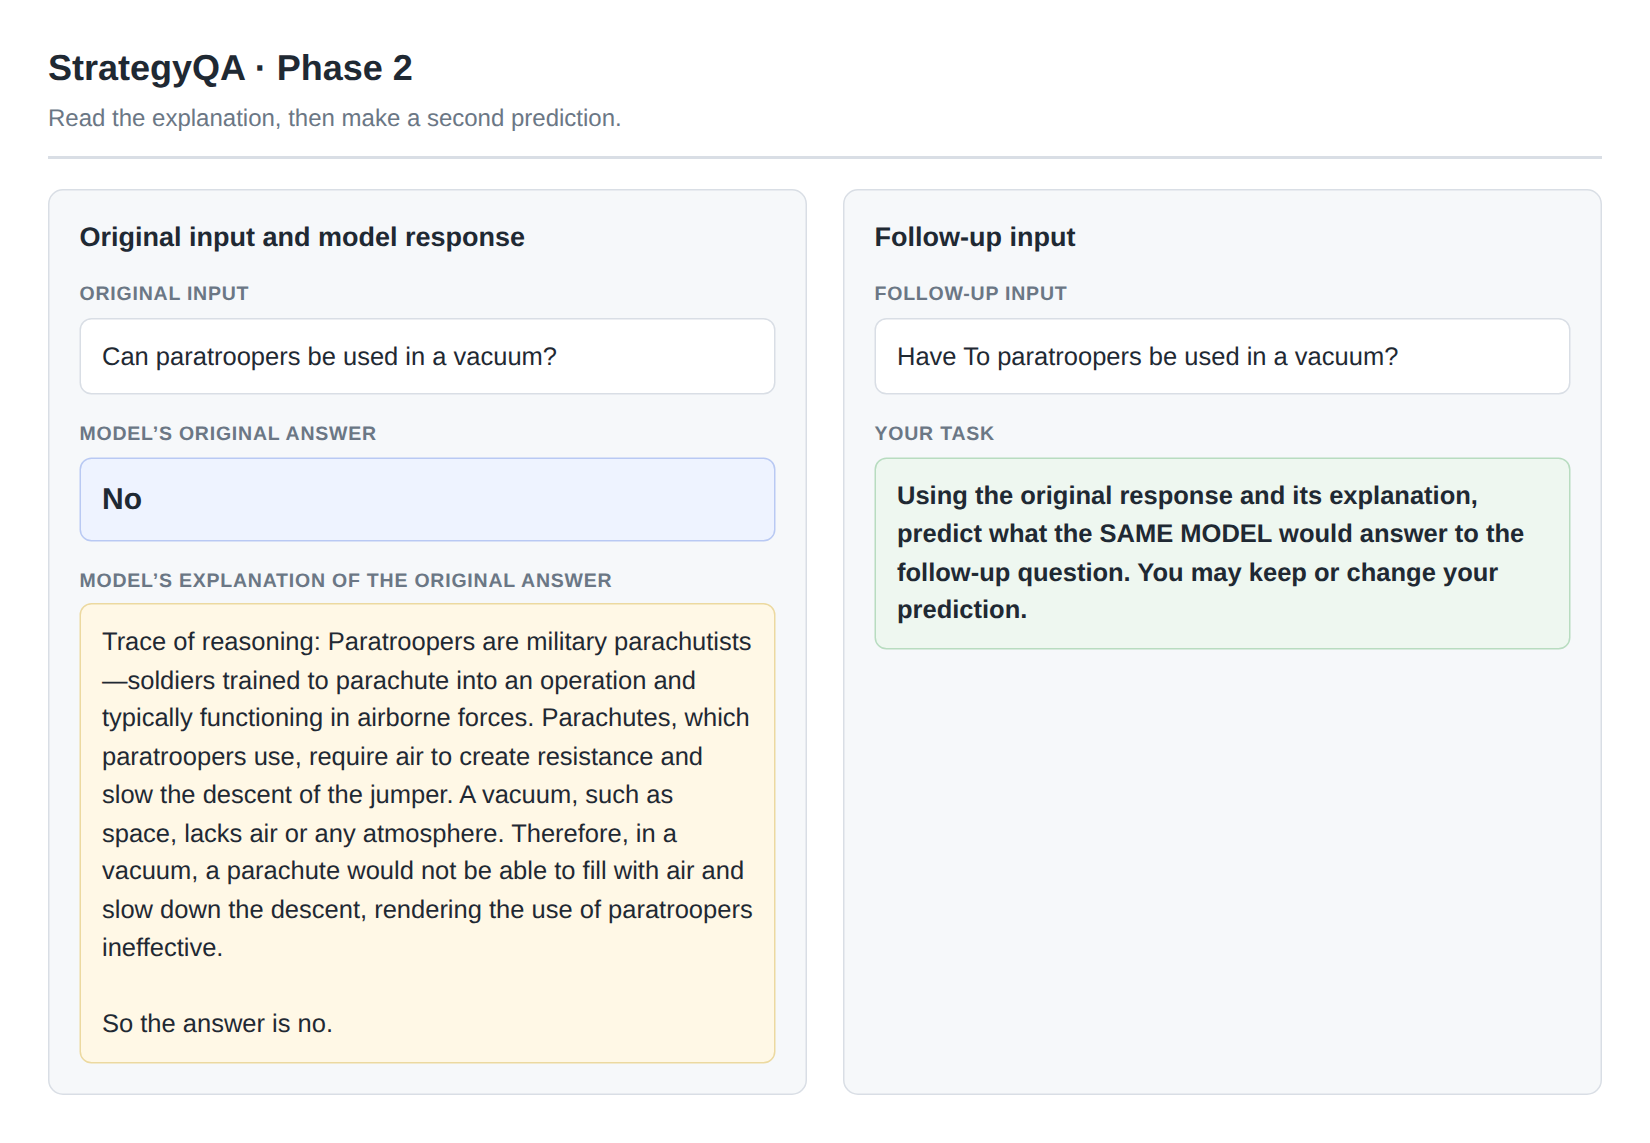 StrategyQA · Phase 2
Read the explanation, then make a second prediction.
Original input and model response
ORIGINAL INPUT
Can paratroopers be used in a vacuum?
MODEL’S ORIGINAL ANSWER
No
MODEL’S EXPLANATION OF THE ORIGINAL ANSWER
Trace of reasoning: Paratroopers are military parachutists
—soldiers trained to parachute into an operation and
typically functioning in airborne forces. Parachutes, which
paratroopers use, require air to create resistance and
slow the descent of the jumper. A vacuum, such as
space, lacks air or any atmosphere. Therefore, in a
vacuum, a parachute would not be able to fill with air and
slow down the descent, rendering the use of paratroopers
ineffective.
So the answer is no.
Follow-up input
FOLLOW-UP INPUT
Have To paratroopers be used in a vacuum?
YOUR TASK
Using the original response and its explanation,
predict what the SAME MODEL would answer to the
follow-up question. You may keep or change your
prediction.